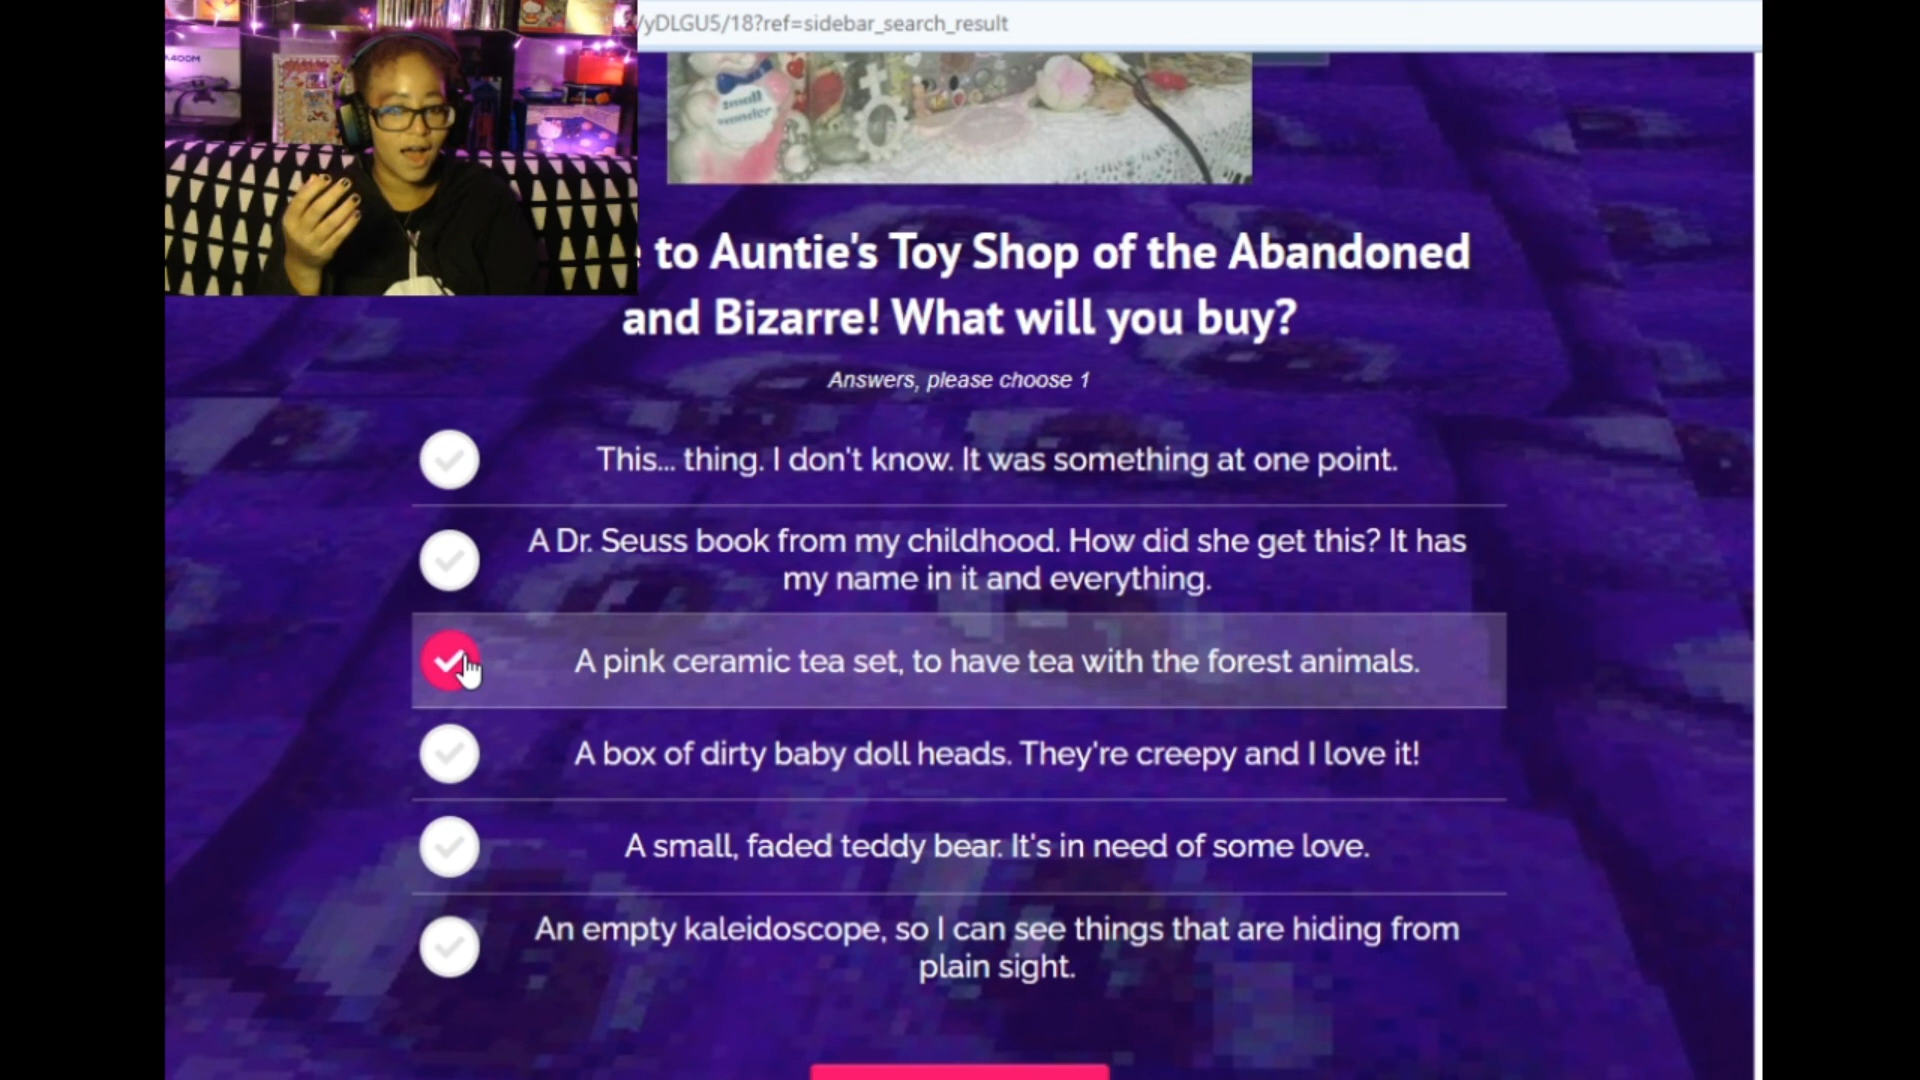 /yDLGU5/18?ref=sidebar_search_result
small
wonder
to Auntie's Toy Shop of the Abandoned
and Bizarre! What will you buy?
Answers, please choose 1
This... thing. I don't know. It was something at one point.
A Dr. Seuss book from my childhood. How did she get this? It has
my name in it and everything.
A pink ceramic tea set, to have tea with the forest animals.
A box of dirty baby doll heads. They're creepy and I love it!
A small, faded teddy bear. It's in need of some love.
An empty kaleidoscope, so I can see things that are hiding from
plain sight.